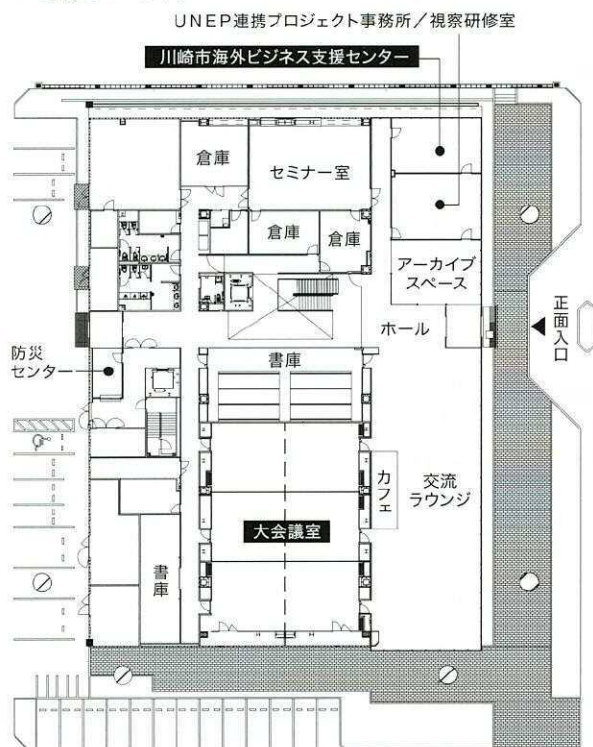 UNEP連携プロジェクト事務所／視察研修室
川崎市海外ビジネス支援センター
倉庫
セミナー室
倉庫
倉庫
アーカイブ
スペース
ホール
正面入口
防災
センター
書庫
カフェ
交流
ラウンジ
大会議室
書庫